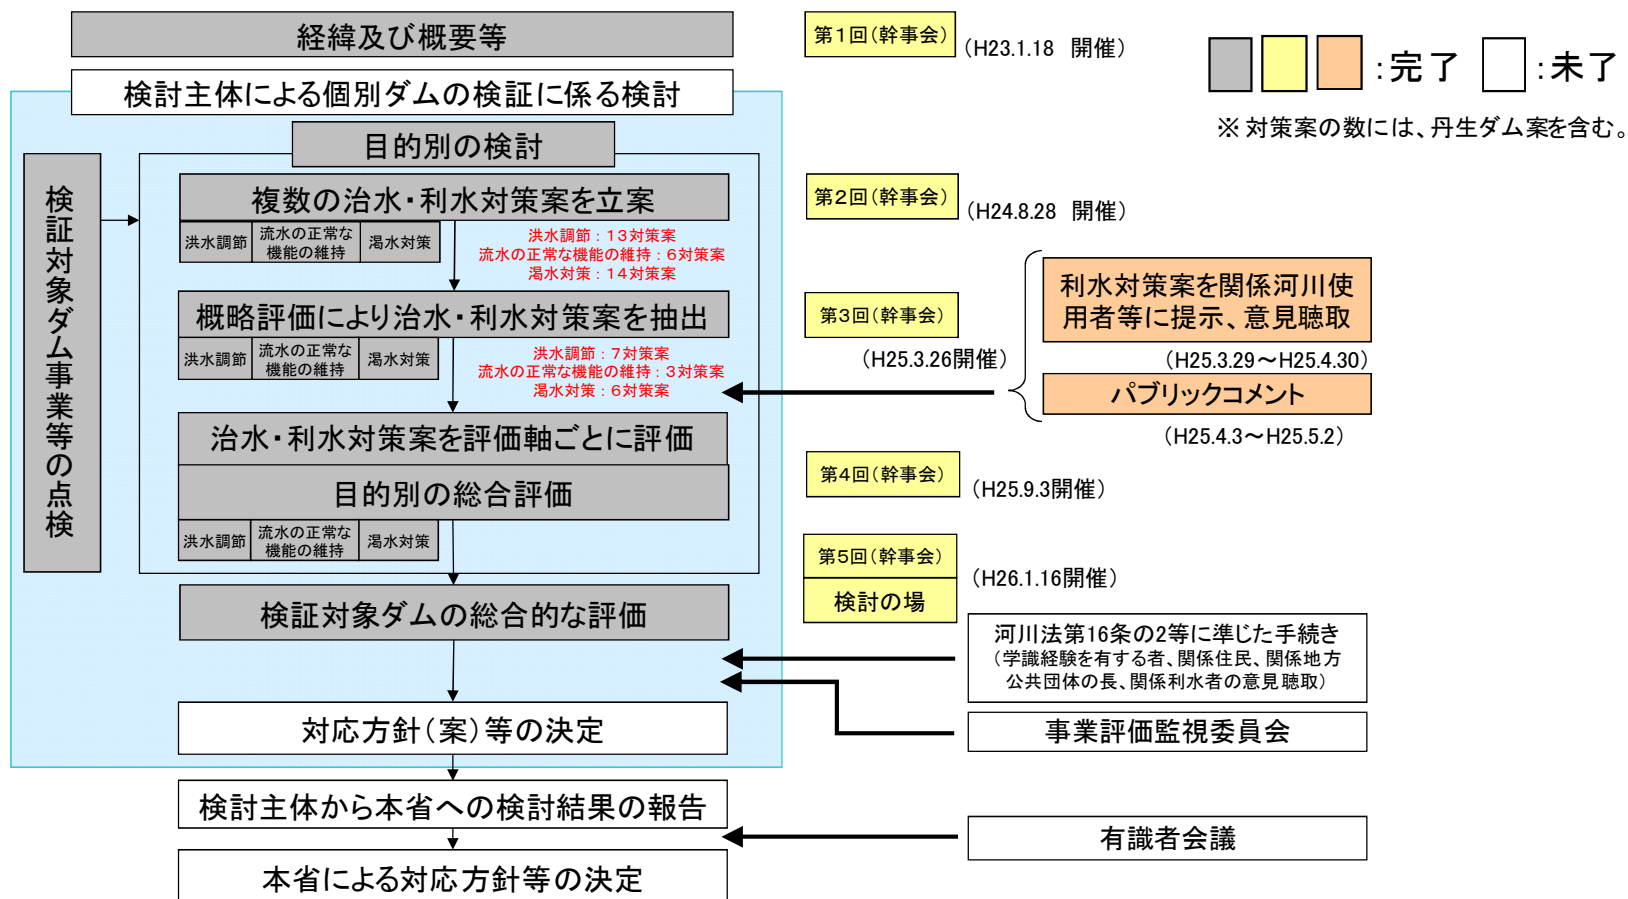 経緯及び概要等
第1回(幹事会)
(H23.1.18 開催)
:完了
:未了
※対策案の数には、丹生ダム案を含む。
検討主体による個別ダムの検証に係る検討
検証対象ダム事業等の点検
目的別の検討
複数の治水・利水対策案を立案
洪水調節
流水の正常な
機能の維持
渇水対策
洪水調節:13対策案
流水の正常な機能の維持:6対策案
渇水対策:14対策案
第2回(幹事会)
(H24.8.28 開催)
概略評価により治水・利水対策案を抽出
洪水調節
流水の正常な
機能の維持
渇水対策
洪水調節:7対策案
流水の正常な機能の維持:3対策案
渇水対策:6対策案
第3回(幹事会)
(H25.3.26開催)
利水対策案を関係河川使
用者等に提示、意見聴取
(H25.3.29~H25.4.30)
パブリックコメント
(H25.4.3~H25.5.2)
治水・利水対策案を評価軸ごとに評価
目的別の総合評価
洪水調節
流水の正常な
機能の維持
渇水対策
第4回(幹事会)
(H25.9.3開催)
第5回(幹事会)
検討の場
(H26.1.16開催)
検証対象ダムの総合的な評価
河川法第16条の2等に準じた手続き
(学識経験を有する者、関係住民、関係地方
公共団体の長、関係利水者の意見聴取)
対応方針(案)等の決定
事業評価監視委員会
検討主体から本省への検討結果の報告
有識者会議
本省による対応方針等の決定